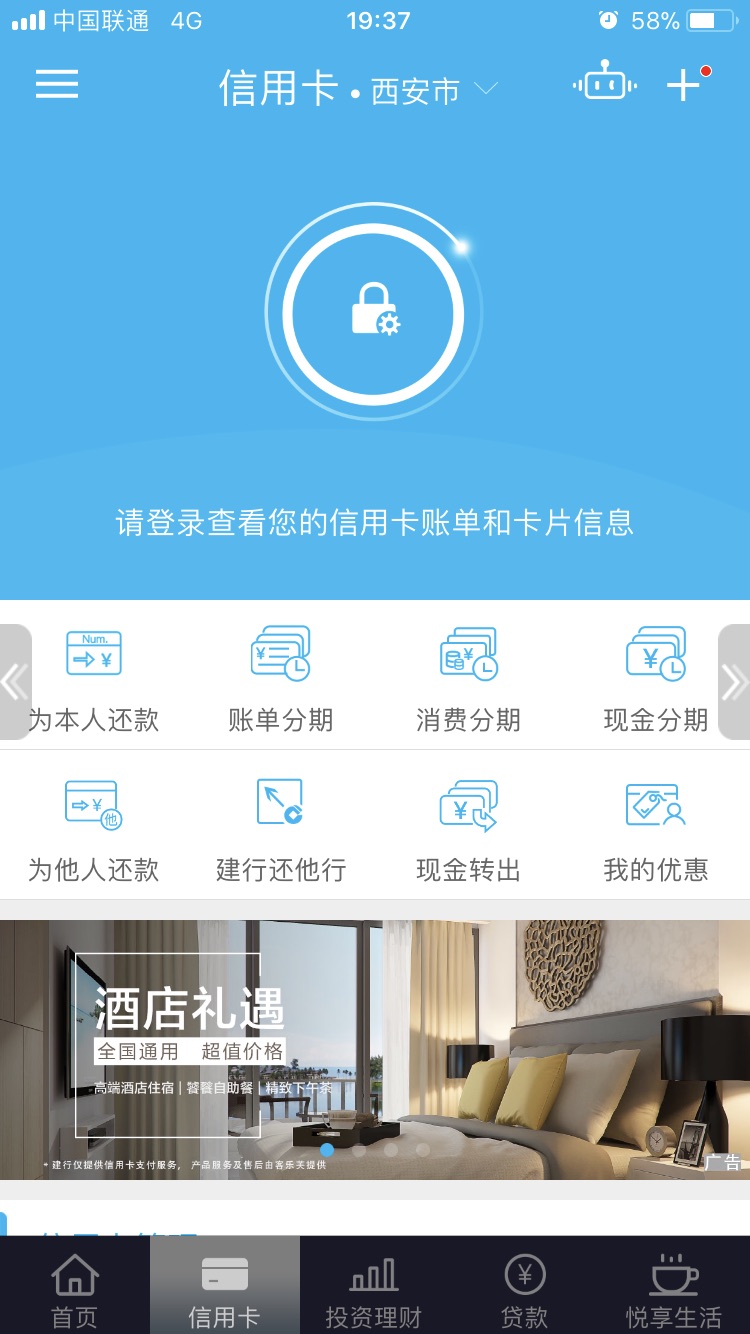 中国联通 4G 19:37 58%
信用卡 • 西安市
请登录查看您的信用卡账单和卡片信息
Num.
¥ ¥ ¥ ¥
为本人还款 账单分期 消费分期 现金分期
¥ 他 ¥
为他人还款 建行还他行 现金转出 我的优惠
酒店礼遇
全国通用 超值价格
高端酒店住宿 | 饕餮自助餐 | 精致下午茶
* 建行仅提供信用卡支付服务， 产品服务及售后由客乐芙提供
广告
¥
首页 信用卡 投资理财 贷款 悦享生活